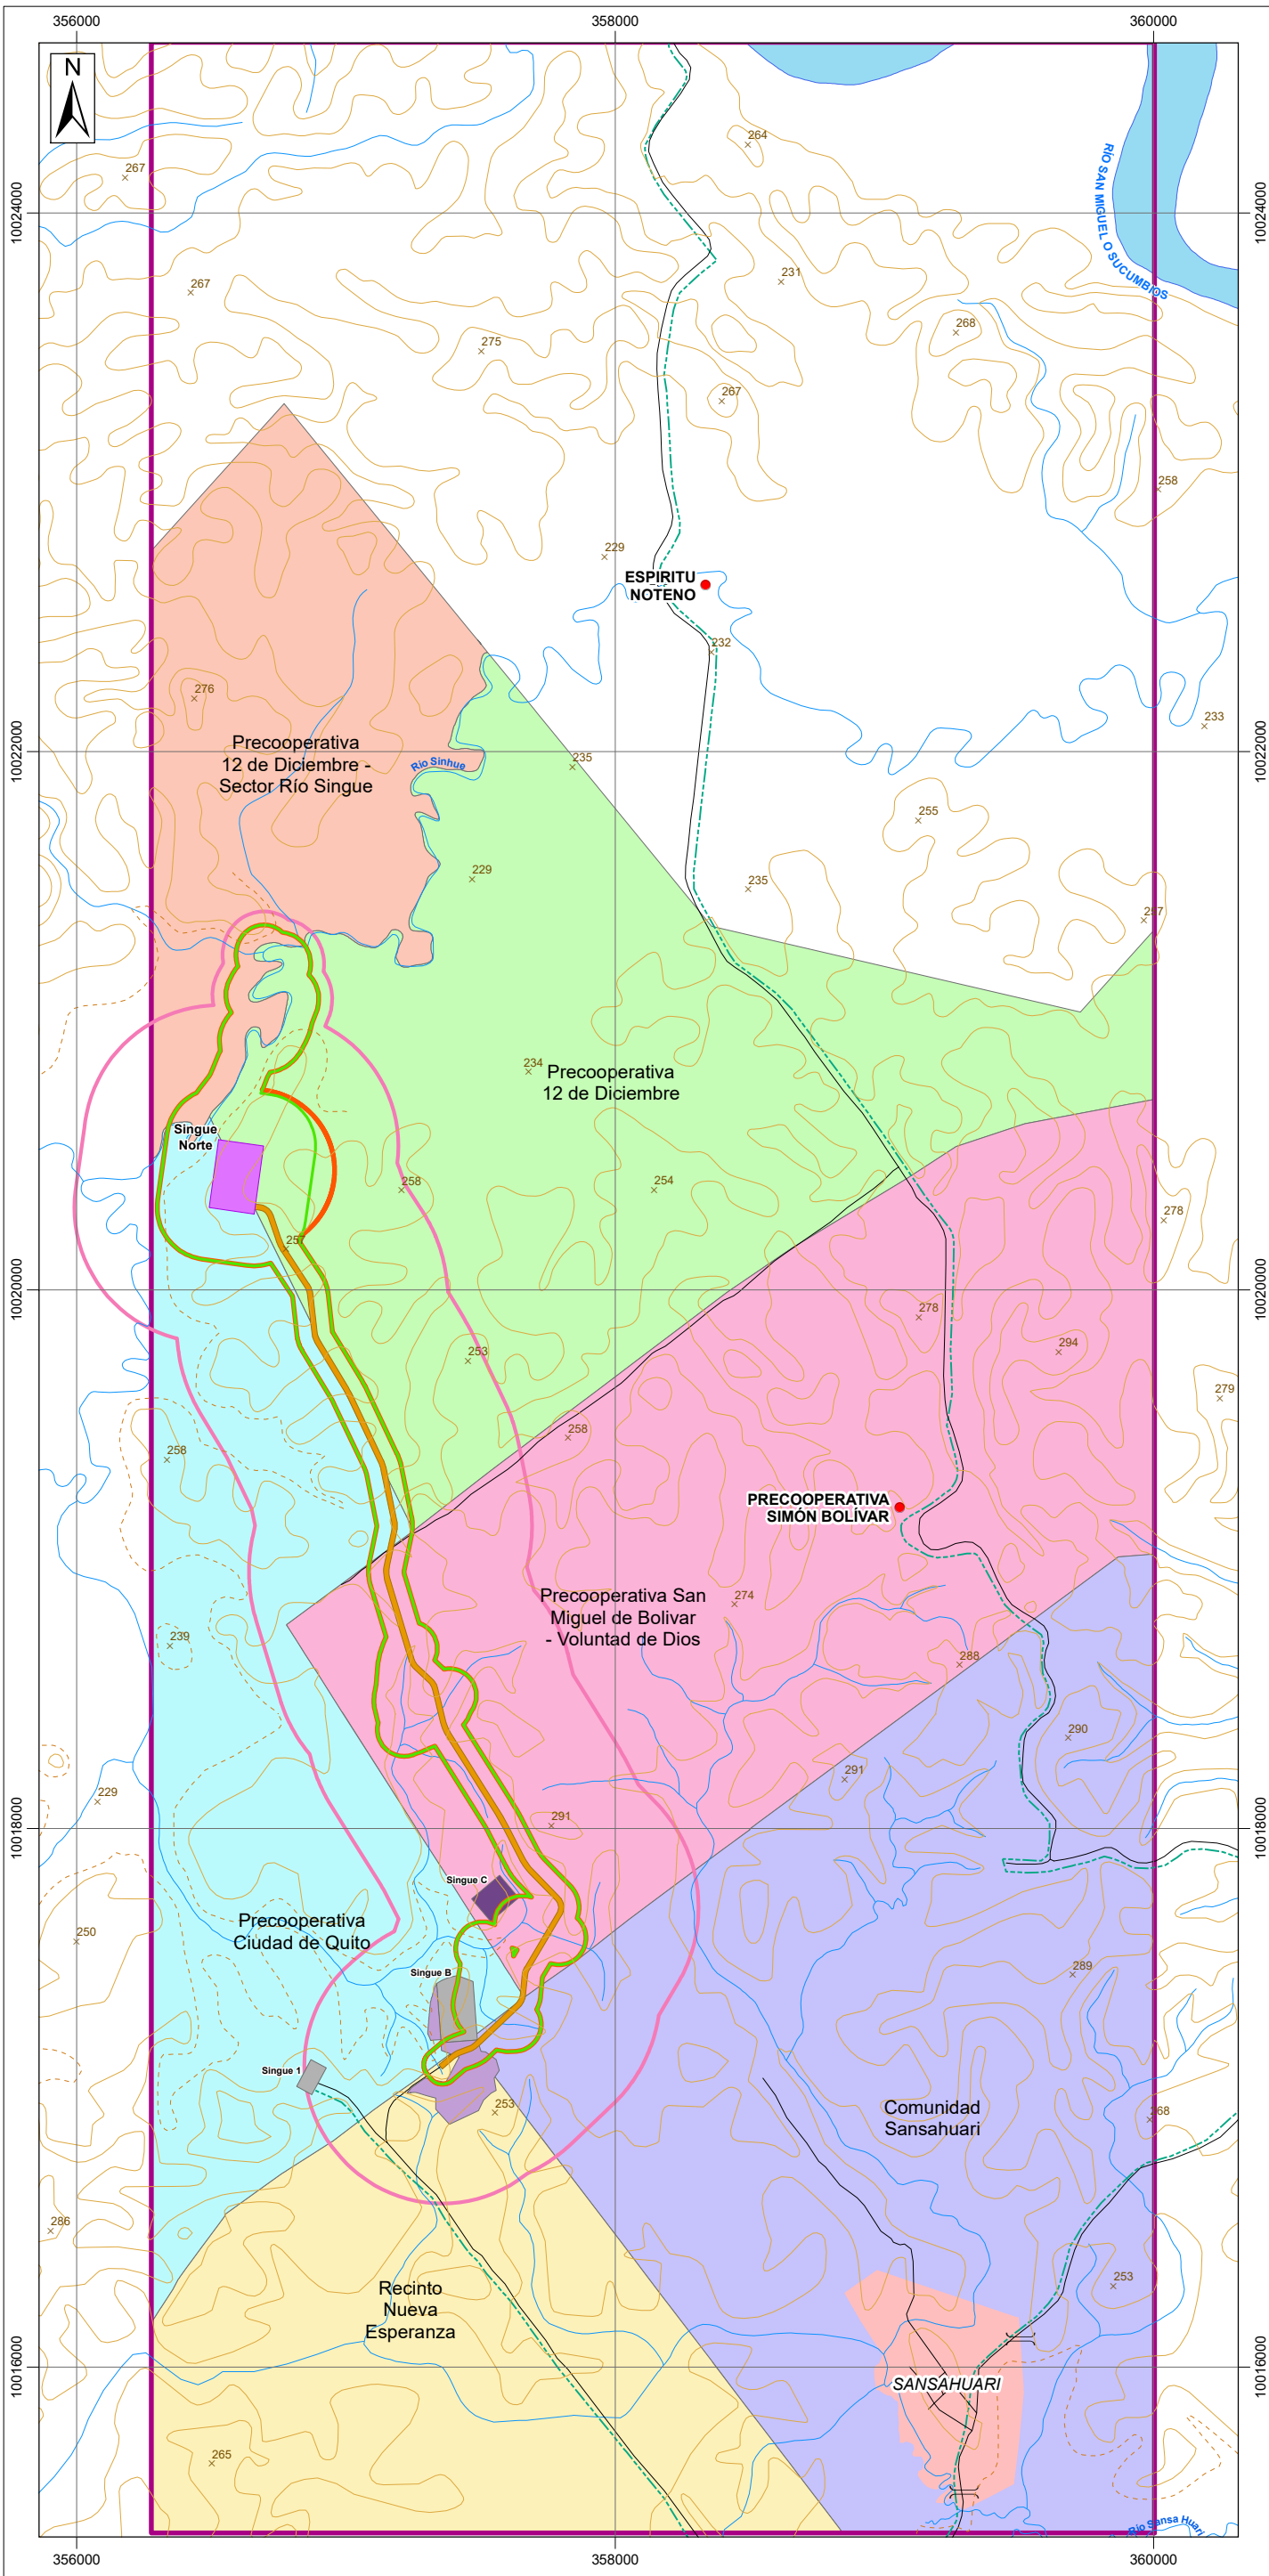 356000
358000
360000
N
264
267
RÍO SAN MIGUEL O SUCUMBIOS
10024000
10024000
231
267
268
275
267
258
229
ESPIRITU
NOTENO
232
276
233
Precooperativa
12 de Diciembre -
Sector Río Singue
10022000
10022000
Rio Sinhue
235
255
229
235
257
234
Precooperativa
12 de Diciembre
Singue
Norte
258
254
278
257
10020000
10020000
278
294
253
279
258
258
PRECOOPERATIVA
SIMÓN BOLÍVAR
Precooperativa San
Miguel de Bolivar
- Voluntad de Dios
274
239
288
290
291
229
291
10018000
10018000
Singue C
Precooperativa
Ciudad de Quito
250
Singue B
289
Singue 1
253
Comunidad
Sansahuari
268
286
253
Recinto
Nueva
Esperanza
10016000
10016000
SANSAHUARI
265
Rio Sansa Huari
356000
358000
360000